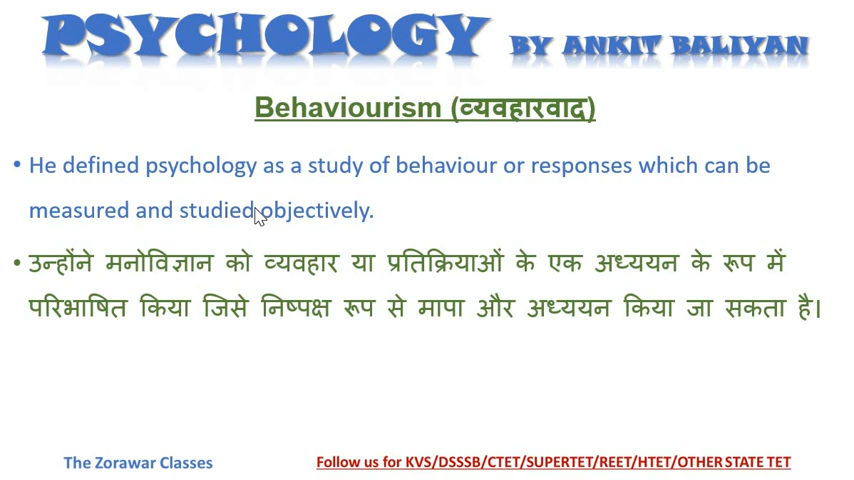 PSYCHOLOGY BY ANKIT BALIYAN
Behaviourism (व्यवहारवाद)
• He defined psychology as a study of behaviour or responses which can be
measured and studied objectively.
• उन्होंने मनोविज्ञान को व्यवहार या प्रतिक्रियाओं के एक अध्ययन के रूप में
परिभाषित किया जिसे निष्पक्ष रूप से मापा और अध्ययन किया जा सकता है।
The Zorawar Classes
Follow us for KVS/DSSSB/CTET/SUPERTET/REET/HTET/OTHER STATE TET